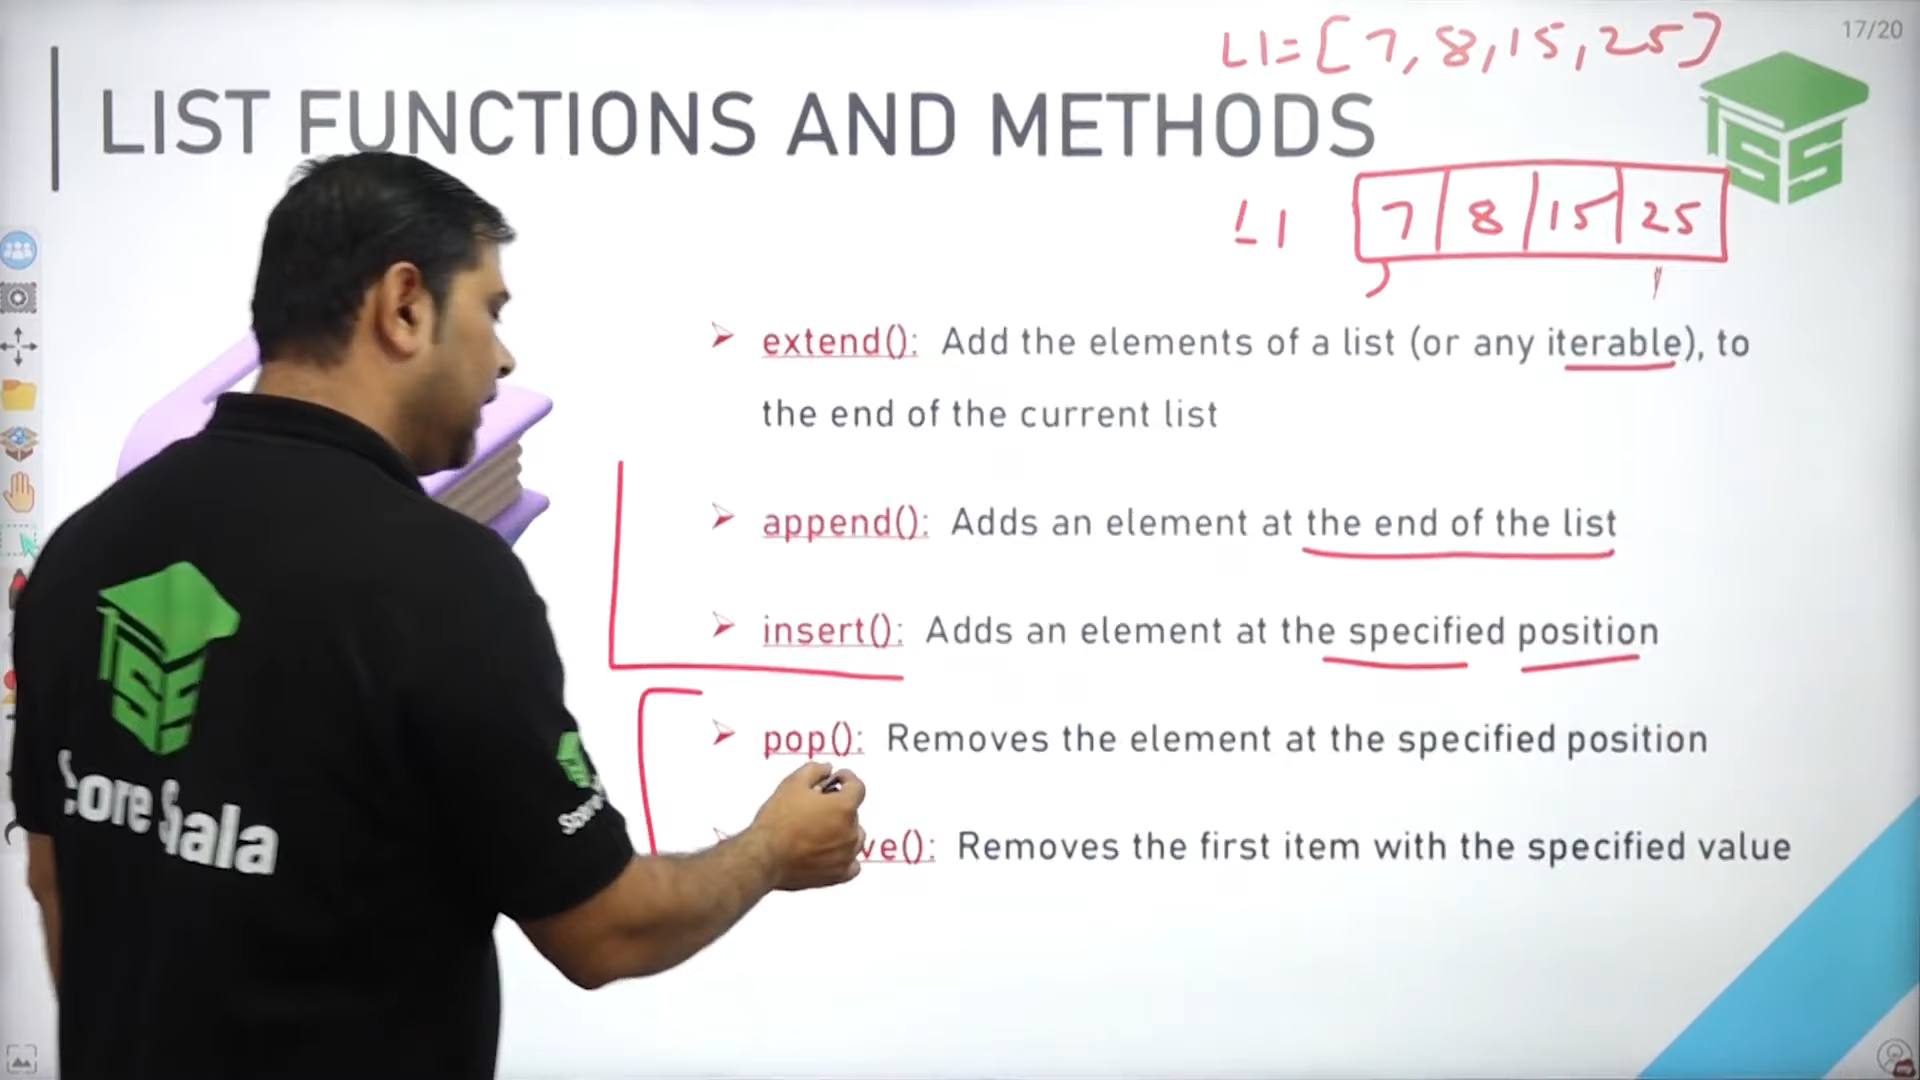 L1=[7,8,15,25]
17/20
LIST FUNCTIONS AND METHODS
L1 7 8 15 25
extend(): Add the elements of a list (or any iterable), to
the end of the current list
append(): Adds an element at the end of the list
insert(): Adds an element at the specified position
pop(): Removes the element at the specified position
ve(): Removes the first item with the specified value
SS
SS